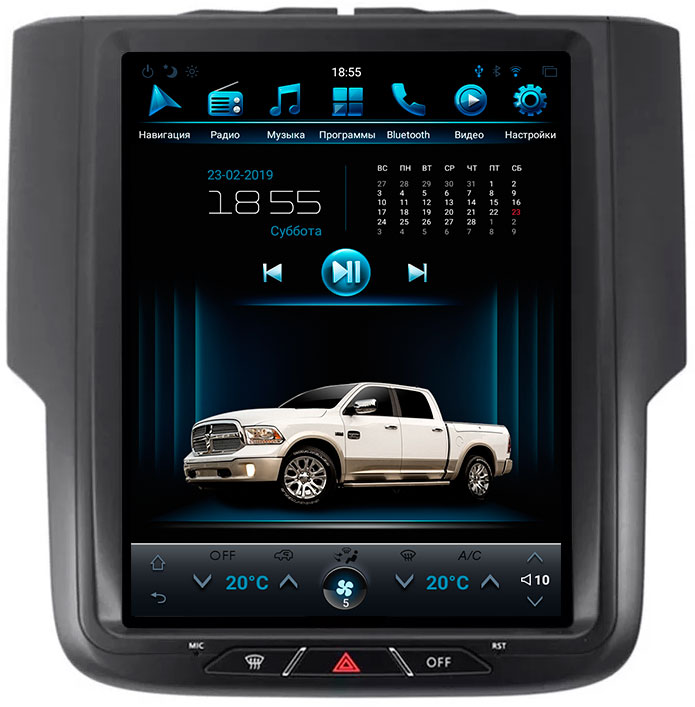 18:55
Навигация Радио Музыка Программы Bluetooth Видео Настройки
23-02-2019
18 55
Суббота
ВС ПН ВТ СР ЧТ ПТ СБ
27 28 29 30 31 1 2
3 4 5 6 7 8 9
10 11 12 13 14 15 16
17 18 19 20 21 22 23
24 25 26 27 28 1 2
3 4 5 6 7 8 9
OFF A/C
20°C 20°C 10
5
MIC RST
OFF